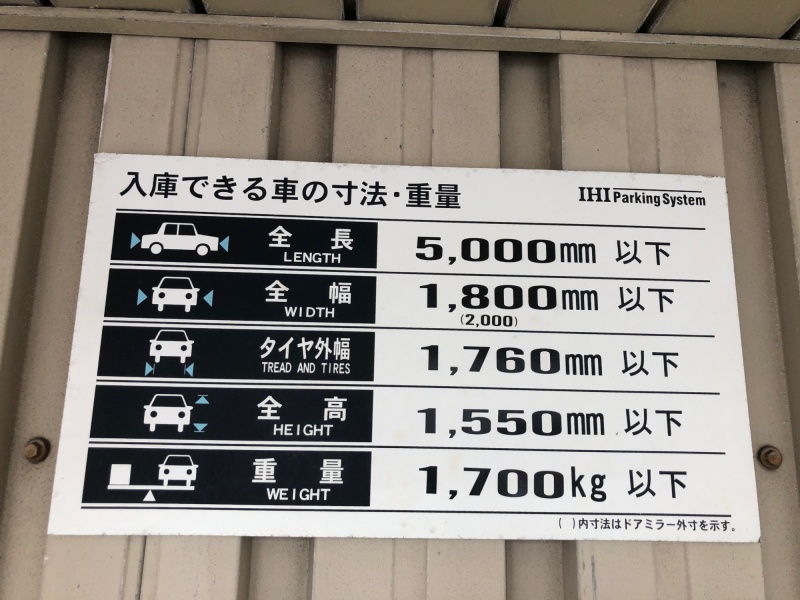 入庫できる車の寸法・重量
IHI Parking System
全長 LENGTH 5,000mm 以下
全幅 WIDTH 1,800mm 以下
(2,000)
タイヤ外幅 TREAD AND TIRES 1,760mm 以下
全高 HEIGHT 1,550mm 以下
重量 WEIGHT 1,700kg 以下
( )内寸法はドアミラー外寸を示す。